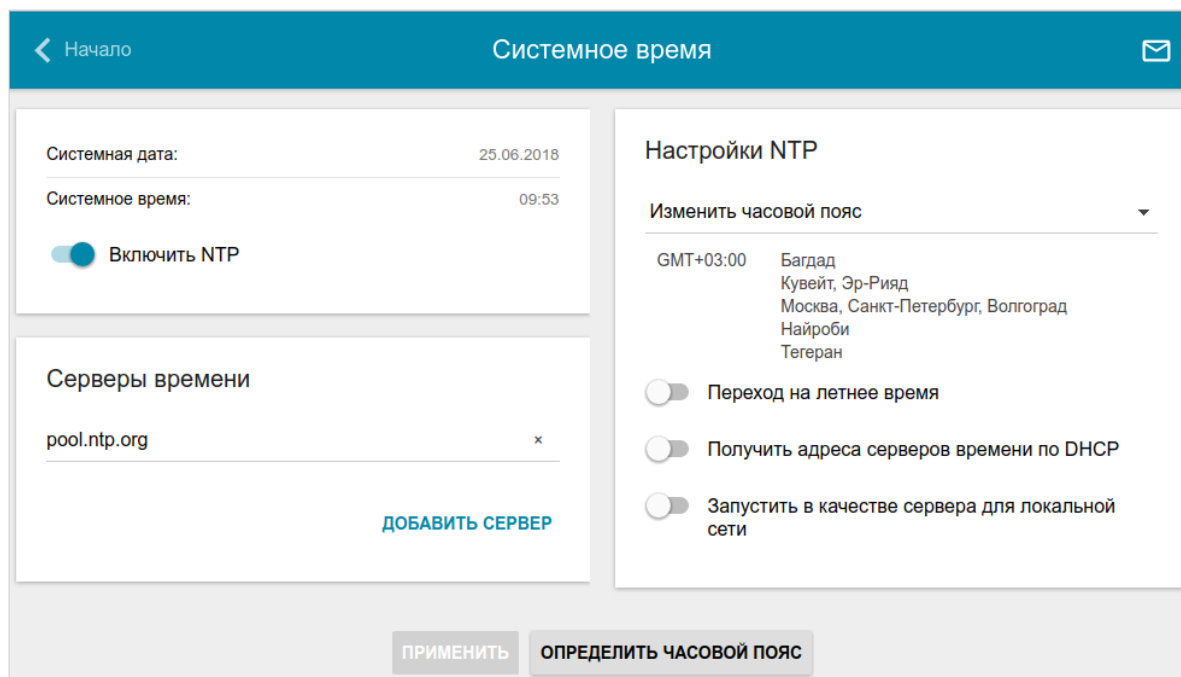 Начало
Системное время
Системная дата: 25.06.2018
Системное время: 09:53
Включить NTP
Серверы времени
pool.ntp.org ×
ДОБАВИТЬ СЕРВЕР
Настройки NTP
Изменить часовой пояс
GMT+03:00 Багдад
Кувейт, Эр-Рияд
Москва, Санкт-Петербург, Волгоград
Найроби
Тегеран
Переход на летнее время
Получить адреса серверов времени по DHCP
Запустить в качестве сервера для локальной
сети
ПРИМЕНИТЬ ОПРЕДЕЛИТЬ ЧАСОВОЙ ПОЯС